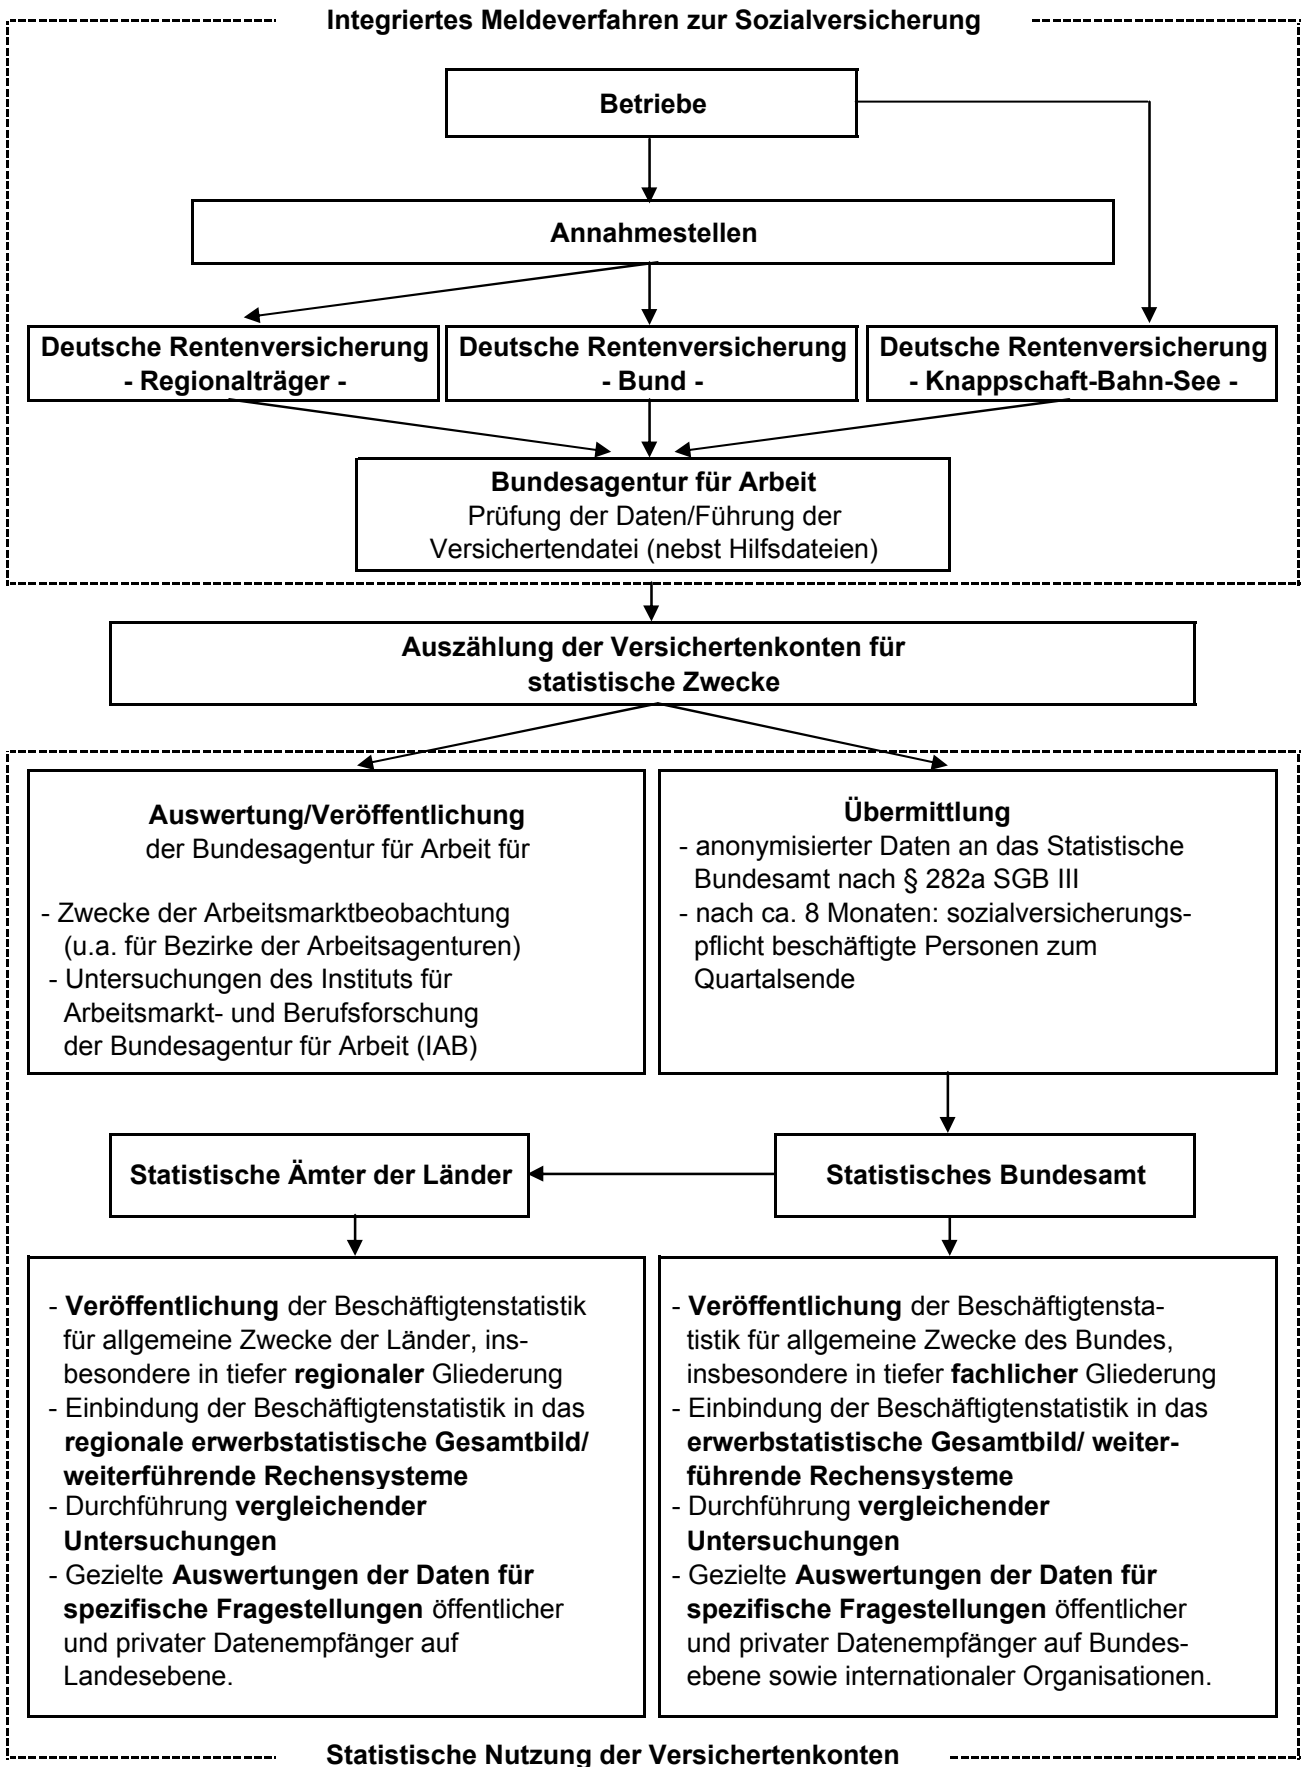 Integriertes Meldeverfahren zur Sozialversicherung
Betriebe
Annahmestellen
Deutsche Rentenversicherung
- Regionalträger -
Deutsche Rentenversicherung
- Bund -
Deutsche Rentenversicherung
- Knappschaft-Bahn-See -
Bundesagentur für Arbeit
Prüfung der Daten/Führung der
Versichertendatei (nebst Hilfsdateien)
Auszählung der Versichertenkonten für
statistische Zwecke
Auswertung/Veröffentlichung
der Bundesagentur für Arbeit für
- Zwecke der Arbeitsmarktbeobachtung
(u.a. für Bezirke der Arbeitsagenturen)
- Untersuchungen des Instituts für
Arbeitsmarkt- und Berufsforschung
der Bundesagentur für Arbeit (IAB)
Übermittlung
- anonymisierter Daten an das Statistische
Bundesamt nach § 282a SGB III
- nach ca. 8 Monaten: sozialversicherungs-
pflicht beschäftigte Personen zum
Quartalsende
Statistische Ämter der Länder
Statistisches Bundesamt
- Veröffentlichung der Beschäftigtenstatistik
für allgemeine Zwecke der Länder, ins-
besondere in tiefer regionaler Gliederung
- Einbindung der Beschäftigtenstatistik in das
regionale erwerbstatistische Gesamtbild/
weiterführende Rechensysteme
- Durchführung vergleichender
Untersuchungen
- Gezielte Auswertungen der Daten für
spezifische Fragestellungen öffentlicher
und privater Datenempfänger auf
Landesebene.
- Veröffentlichung der Beschäftigtensta-
tistik für allgemeine Zwecke des Bundes,
insbesondere in tiefer fachlicher Gliederung
- Einbindung der Beschäftigtenstatistik in das
erwerbstatistische Gesamtbild/ weiter-
führende Rechensysteme
- Durchführung vergleichender
Untersuchungen
- Gezielte Auswertungen der Daten für
spezifische Fragestellungen öffentlicher
und privater Datenempfänger auf Bundes-
ebene sowie internationaler Organisationen.
Statistische Nutzung der Versichertenkonten